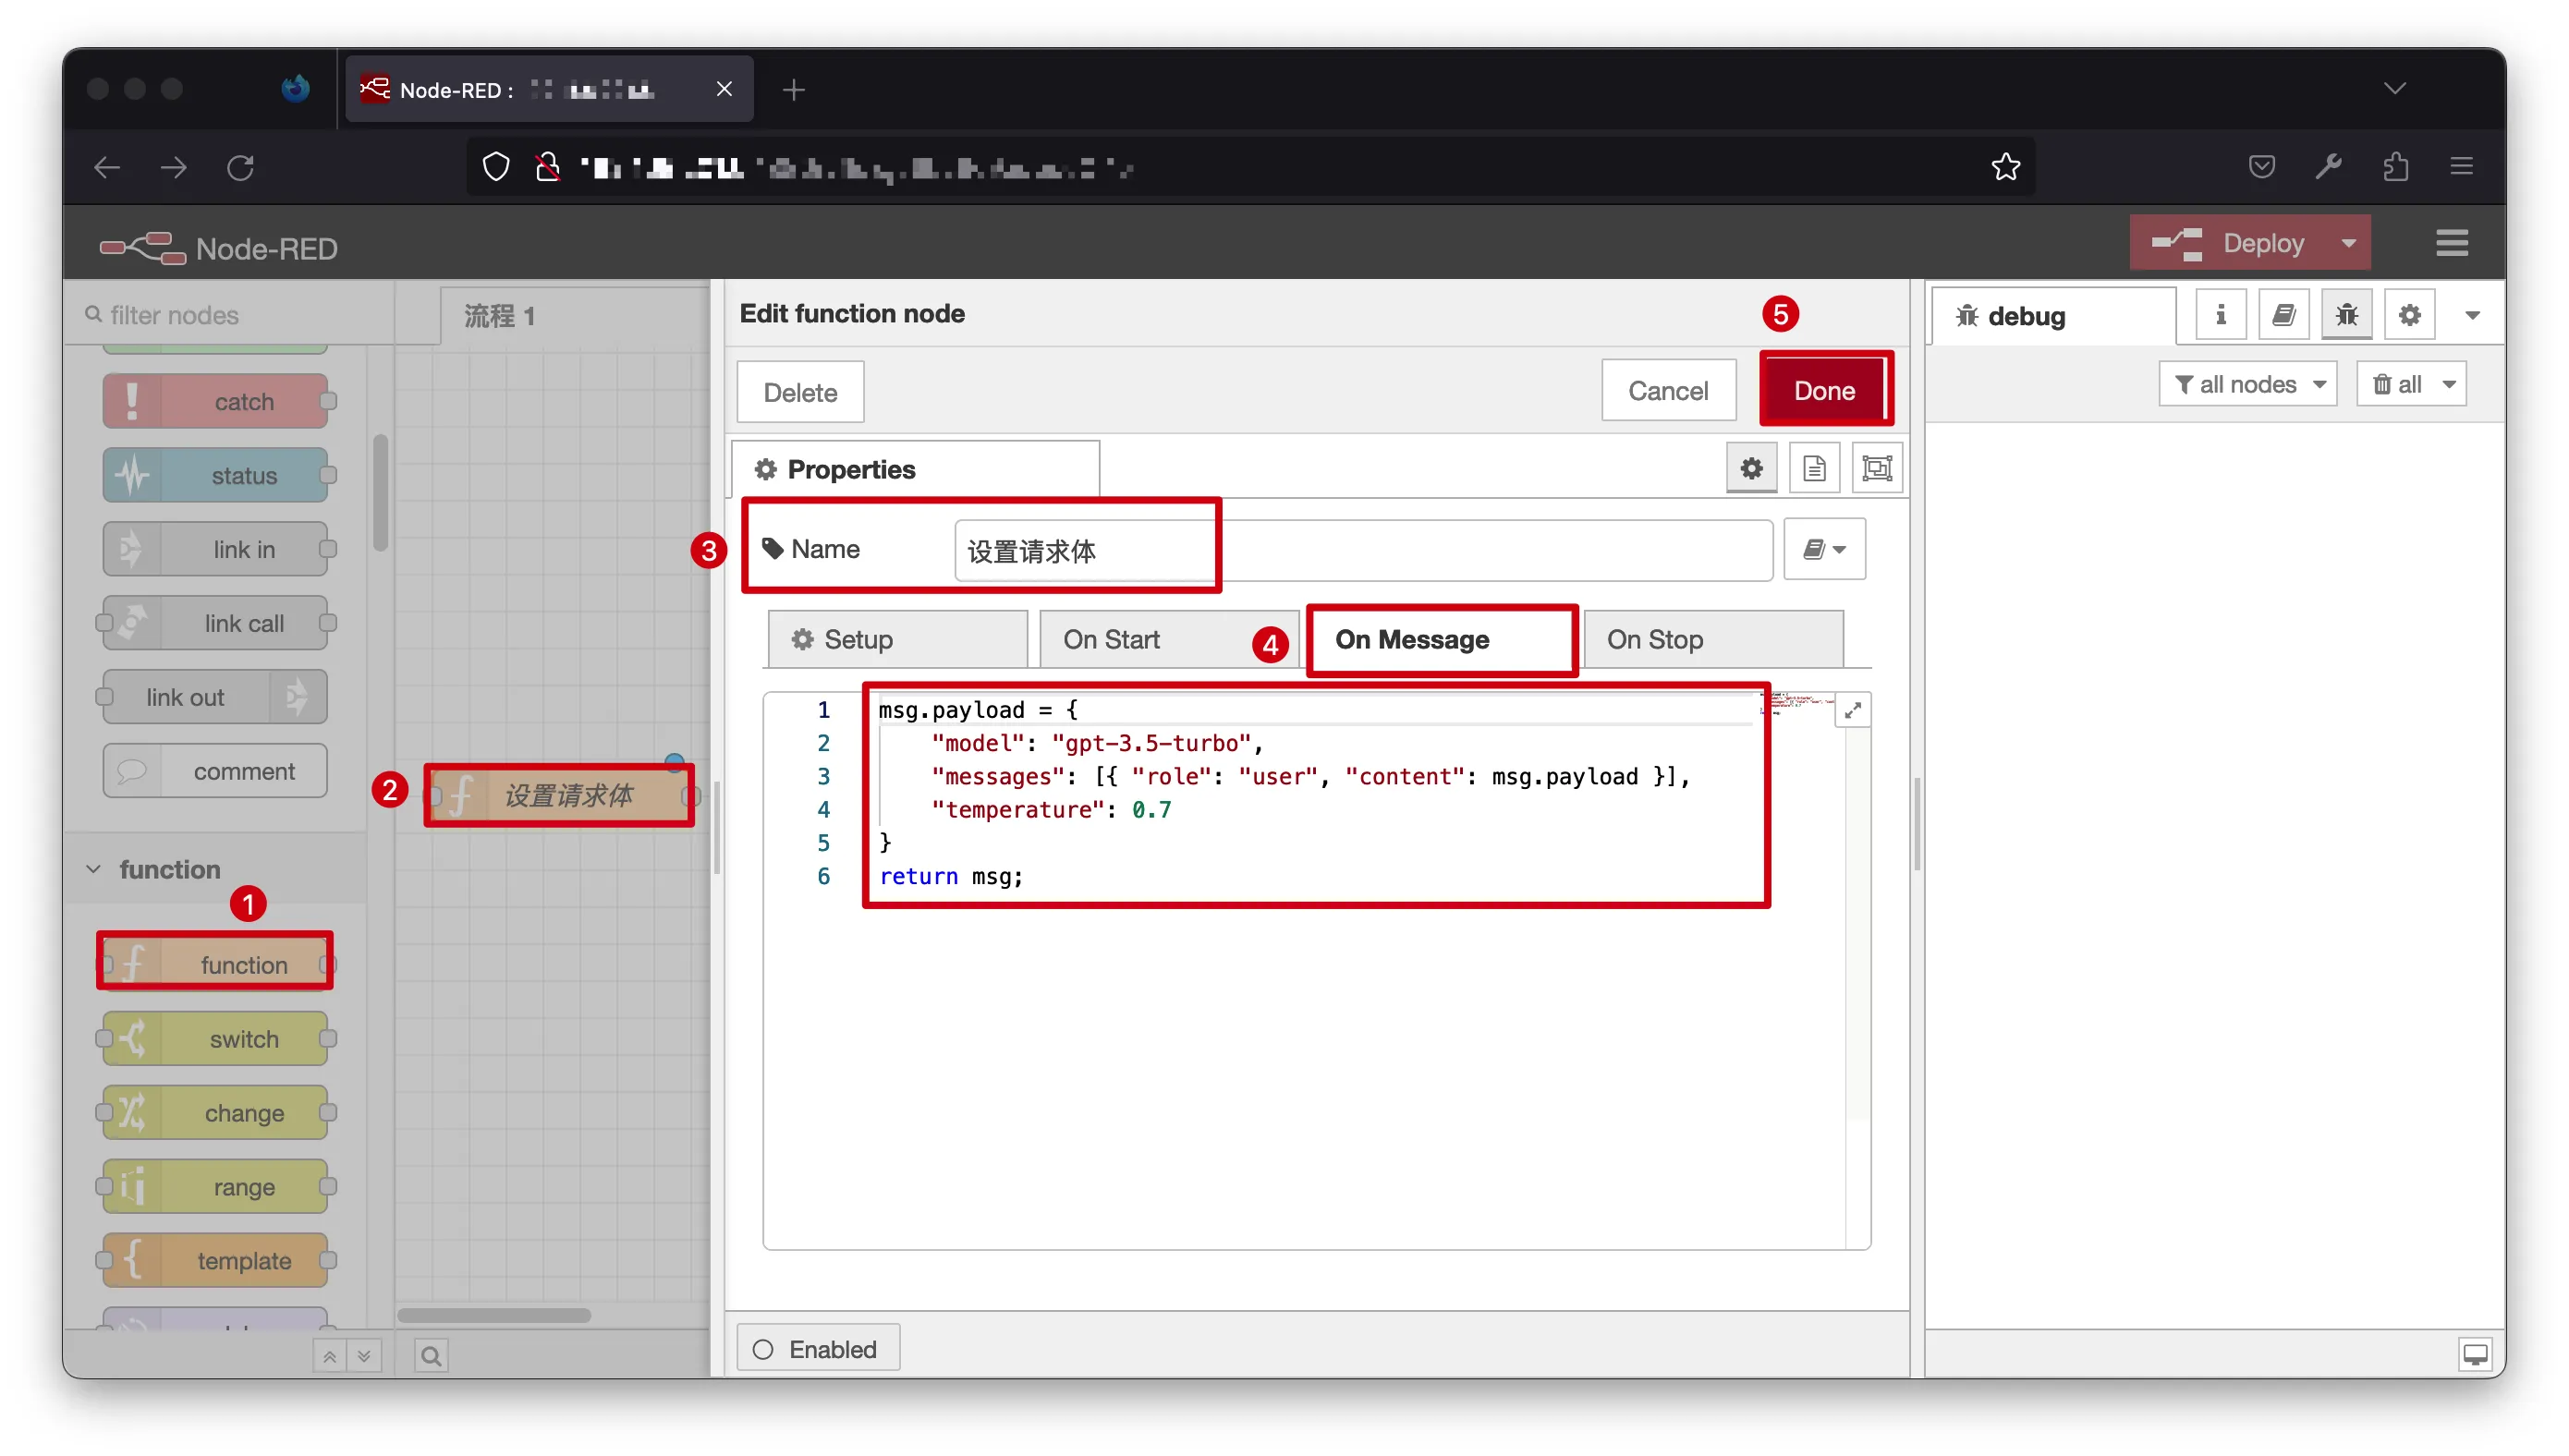 Node-RED :
Node-RED
Deploy
filter nodes
catch
status
link in
link call
link out
comment
function
1
function
switch
change
range
template
流程 1
2
设置请求体
Edit function node
5
Delete
Cancel
Done
Properties
3
Name
设置请求体
Setup
On Start
4
On Message
On Stop
1 msg.payload = {
2 "model": "gpt-3.5-turbo",
3 "messages": [{ "role": "user", "content": msg.payload }],
4 "temperature": 0.7
5 }
6 return msg;
Enabled
debug
all nodes
all